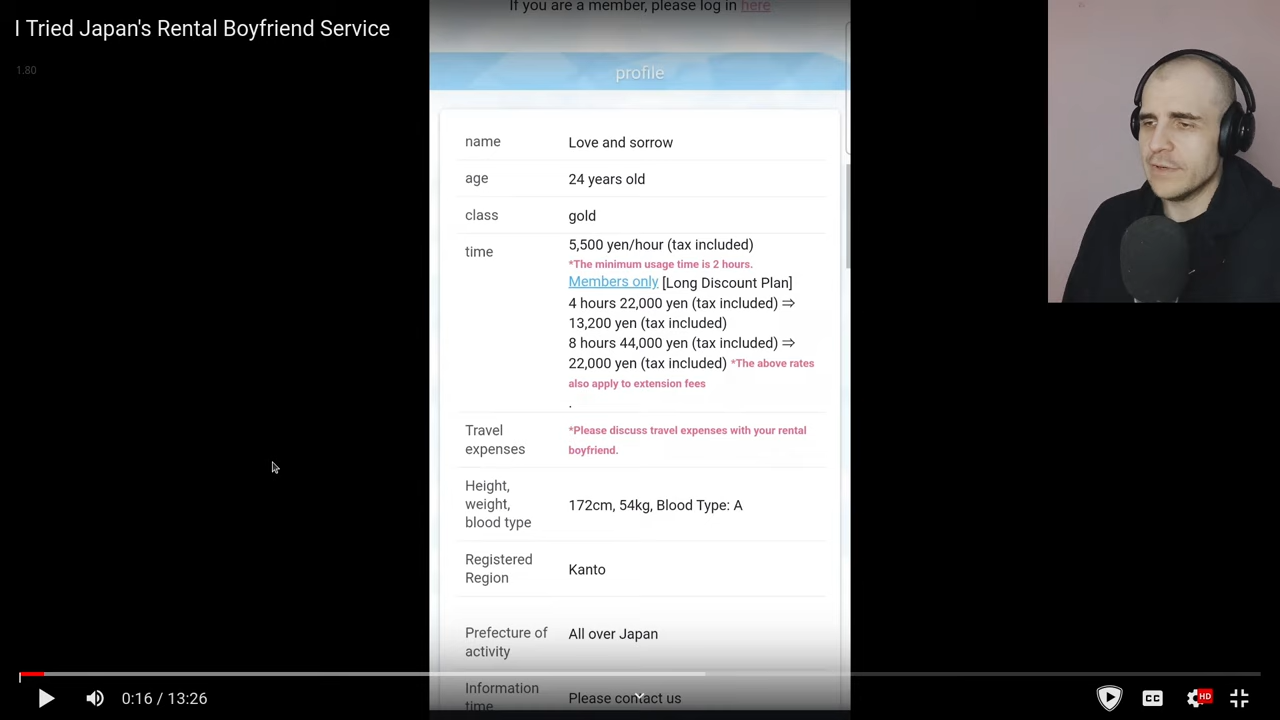 If you are a member, please log in here
I Tried Japan's Rental Boyfriend Service
1.80
profile
name
Love and sorrow
age
24 years old
class
gold
time
5,500 yen/hour (tax included)
*The minimum usage time is 2 hours.
Members only [Long Discount Plan]
4 hours 22,000 yen (tax included) ⇒
13,200 yen (tax included)
8 hours 44,000 yen (tax included) ⇒
22,000 yen (tax included) *The above rates
also apply to extension fees
.
Travel
expenses
*Please discuss travel expenses with your rental
boyfriend.
Height,
weight,
blood type
172cm, 54kg, Blood Type: A
Registered
Region
Kanto
Prefecture of
activity
All over Japan
Information
time
Please contact us
0:16 / 13:26
CC
HD